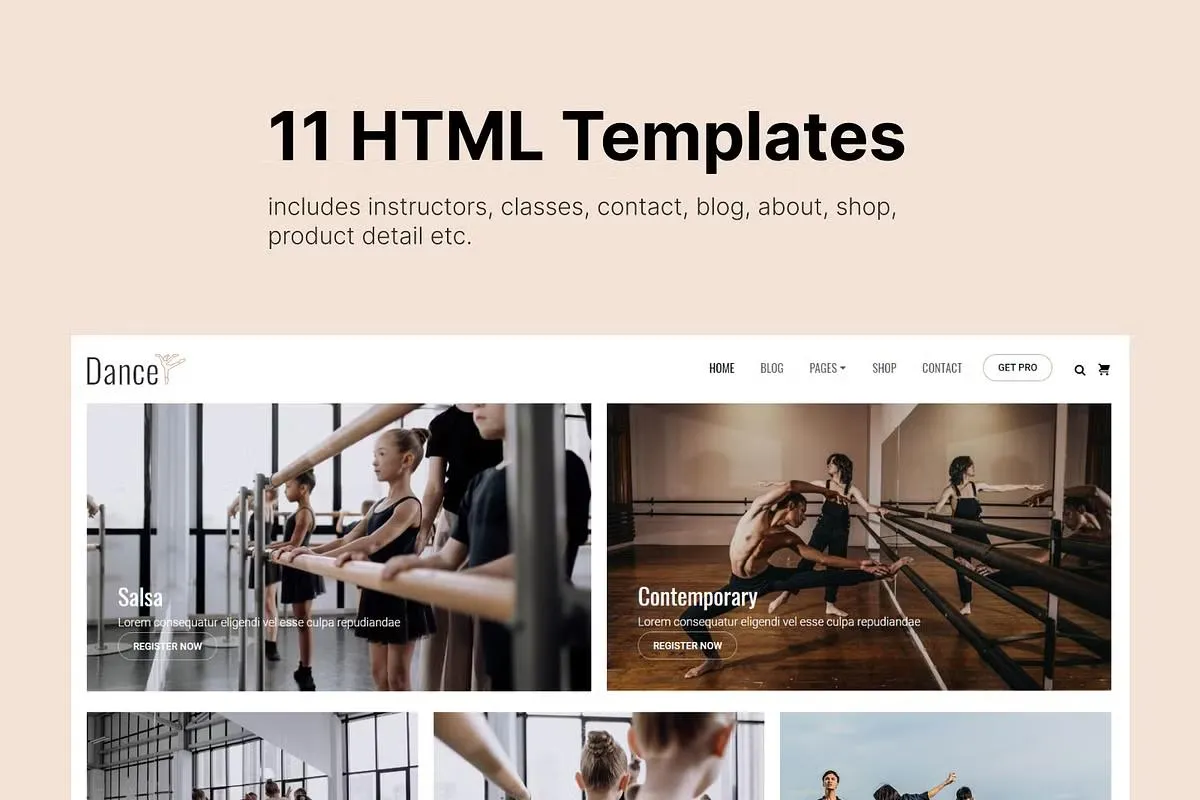 11 HTML Templates
includes instructors, classes, contact, blog, about, shop,
product detail etc.
Dance
HOME BLOG PAGES SHOP CONTACT GET PRO
Salsa
Lorem consequatur eligendi vel esse culpa repudiandae
REGISTER NOW
Contemporary
Lorem consequatur eligendi vel esse culpa repudiandae
REGISTER NOW